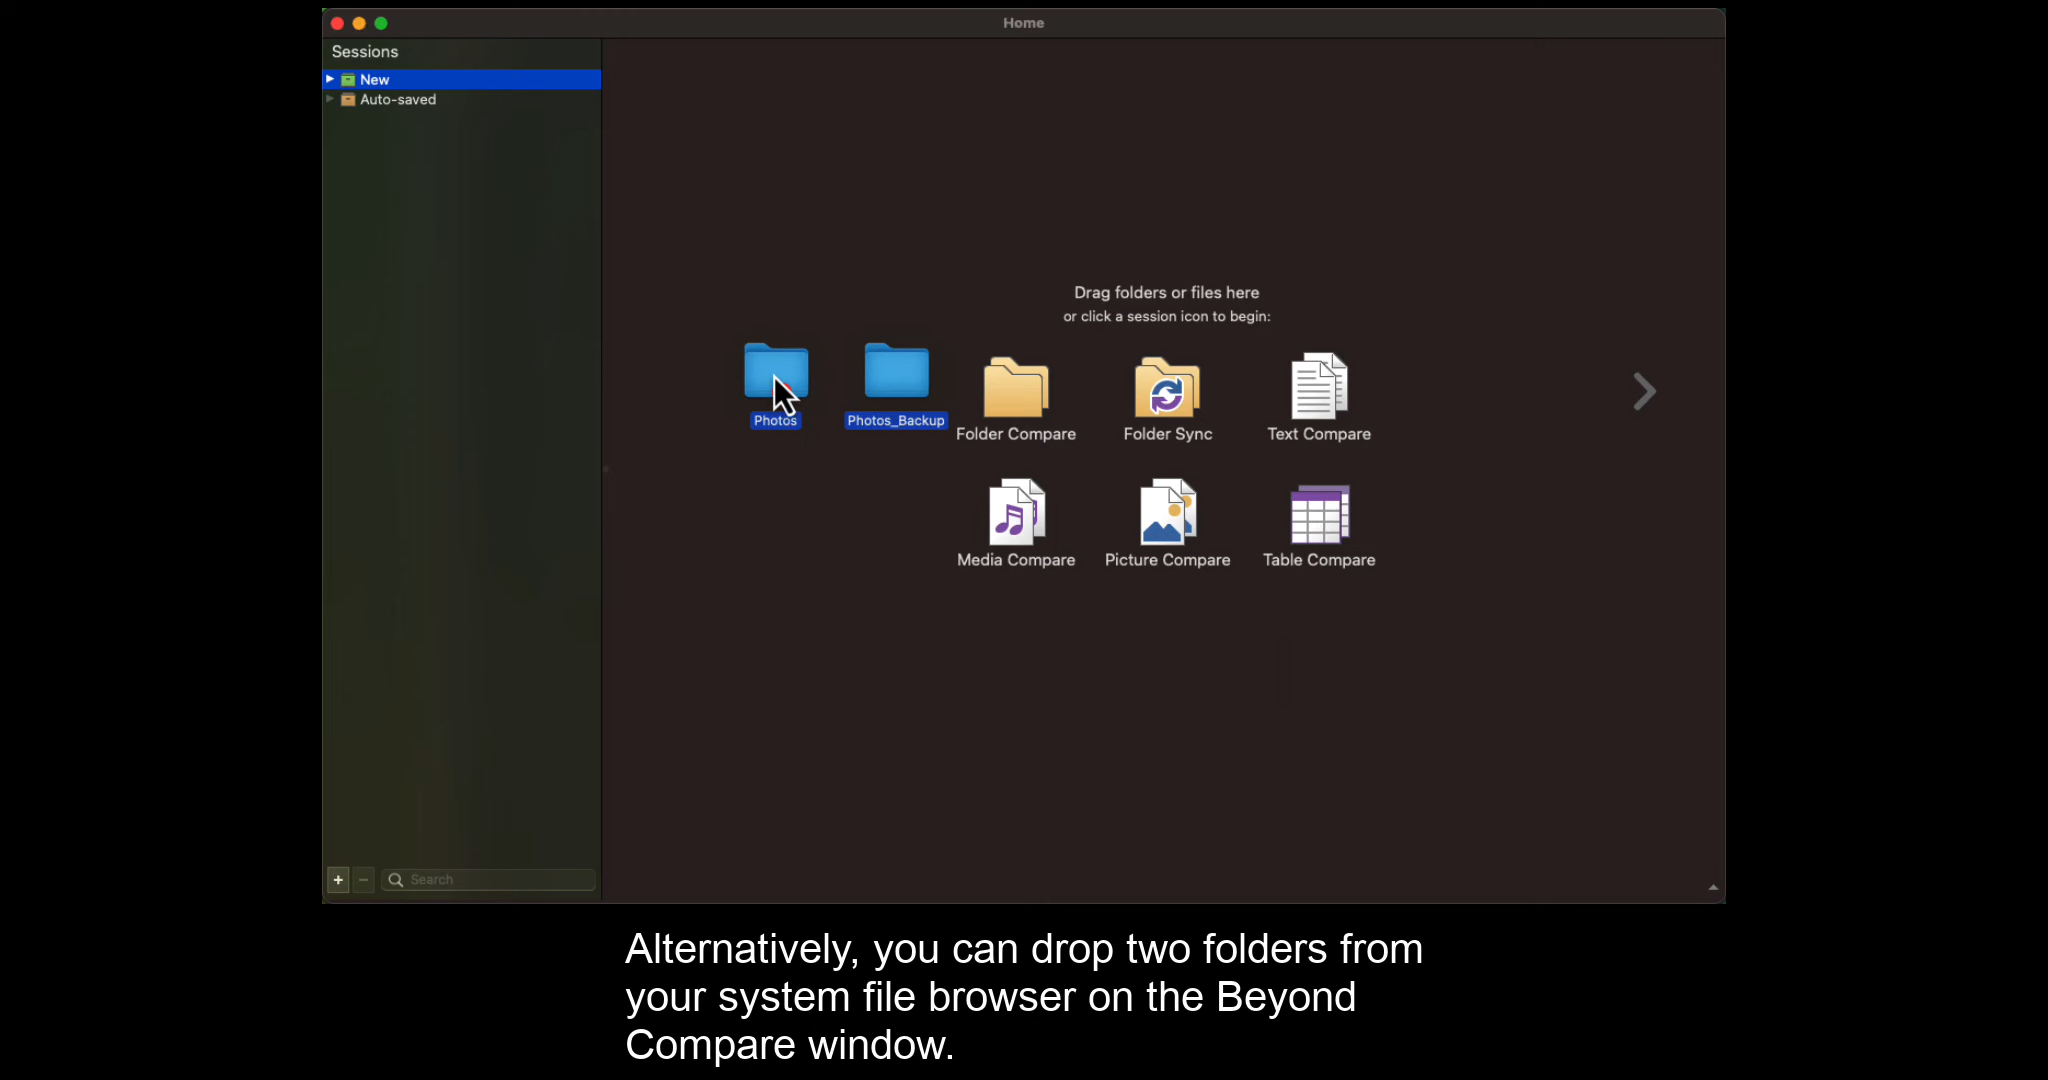 Home
Sessions
New
Auto-saved
Drag folders or files here
or click a session icon to begin:
Photos
Photos_Backup
Folder Compare
Folder Sync
Text Compare
Media Compare
Picture Compare
Table Compare
Search
Alternatively, you can drop two folders from
your system file browser on the Beyond
Compare window.